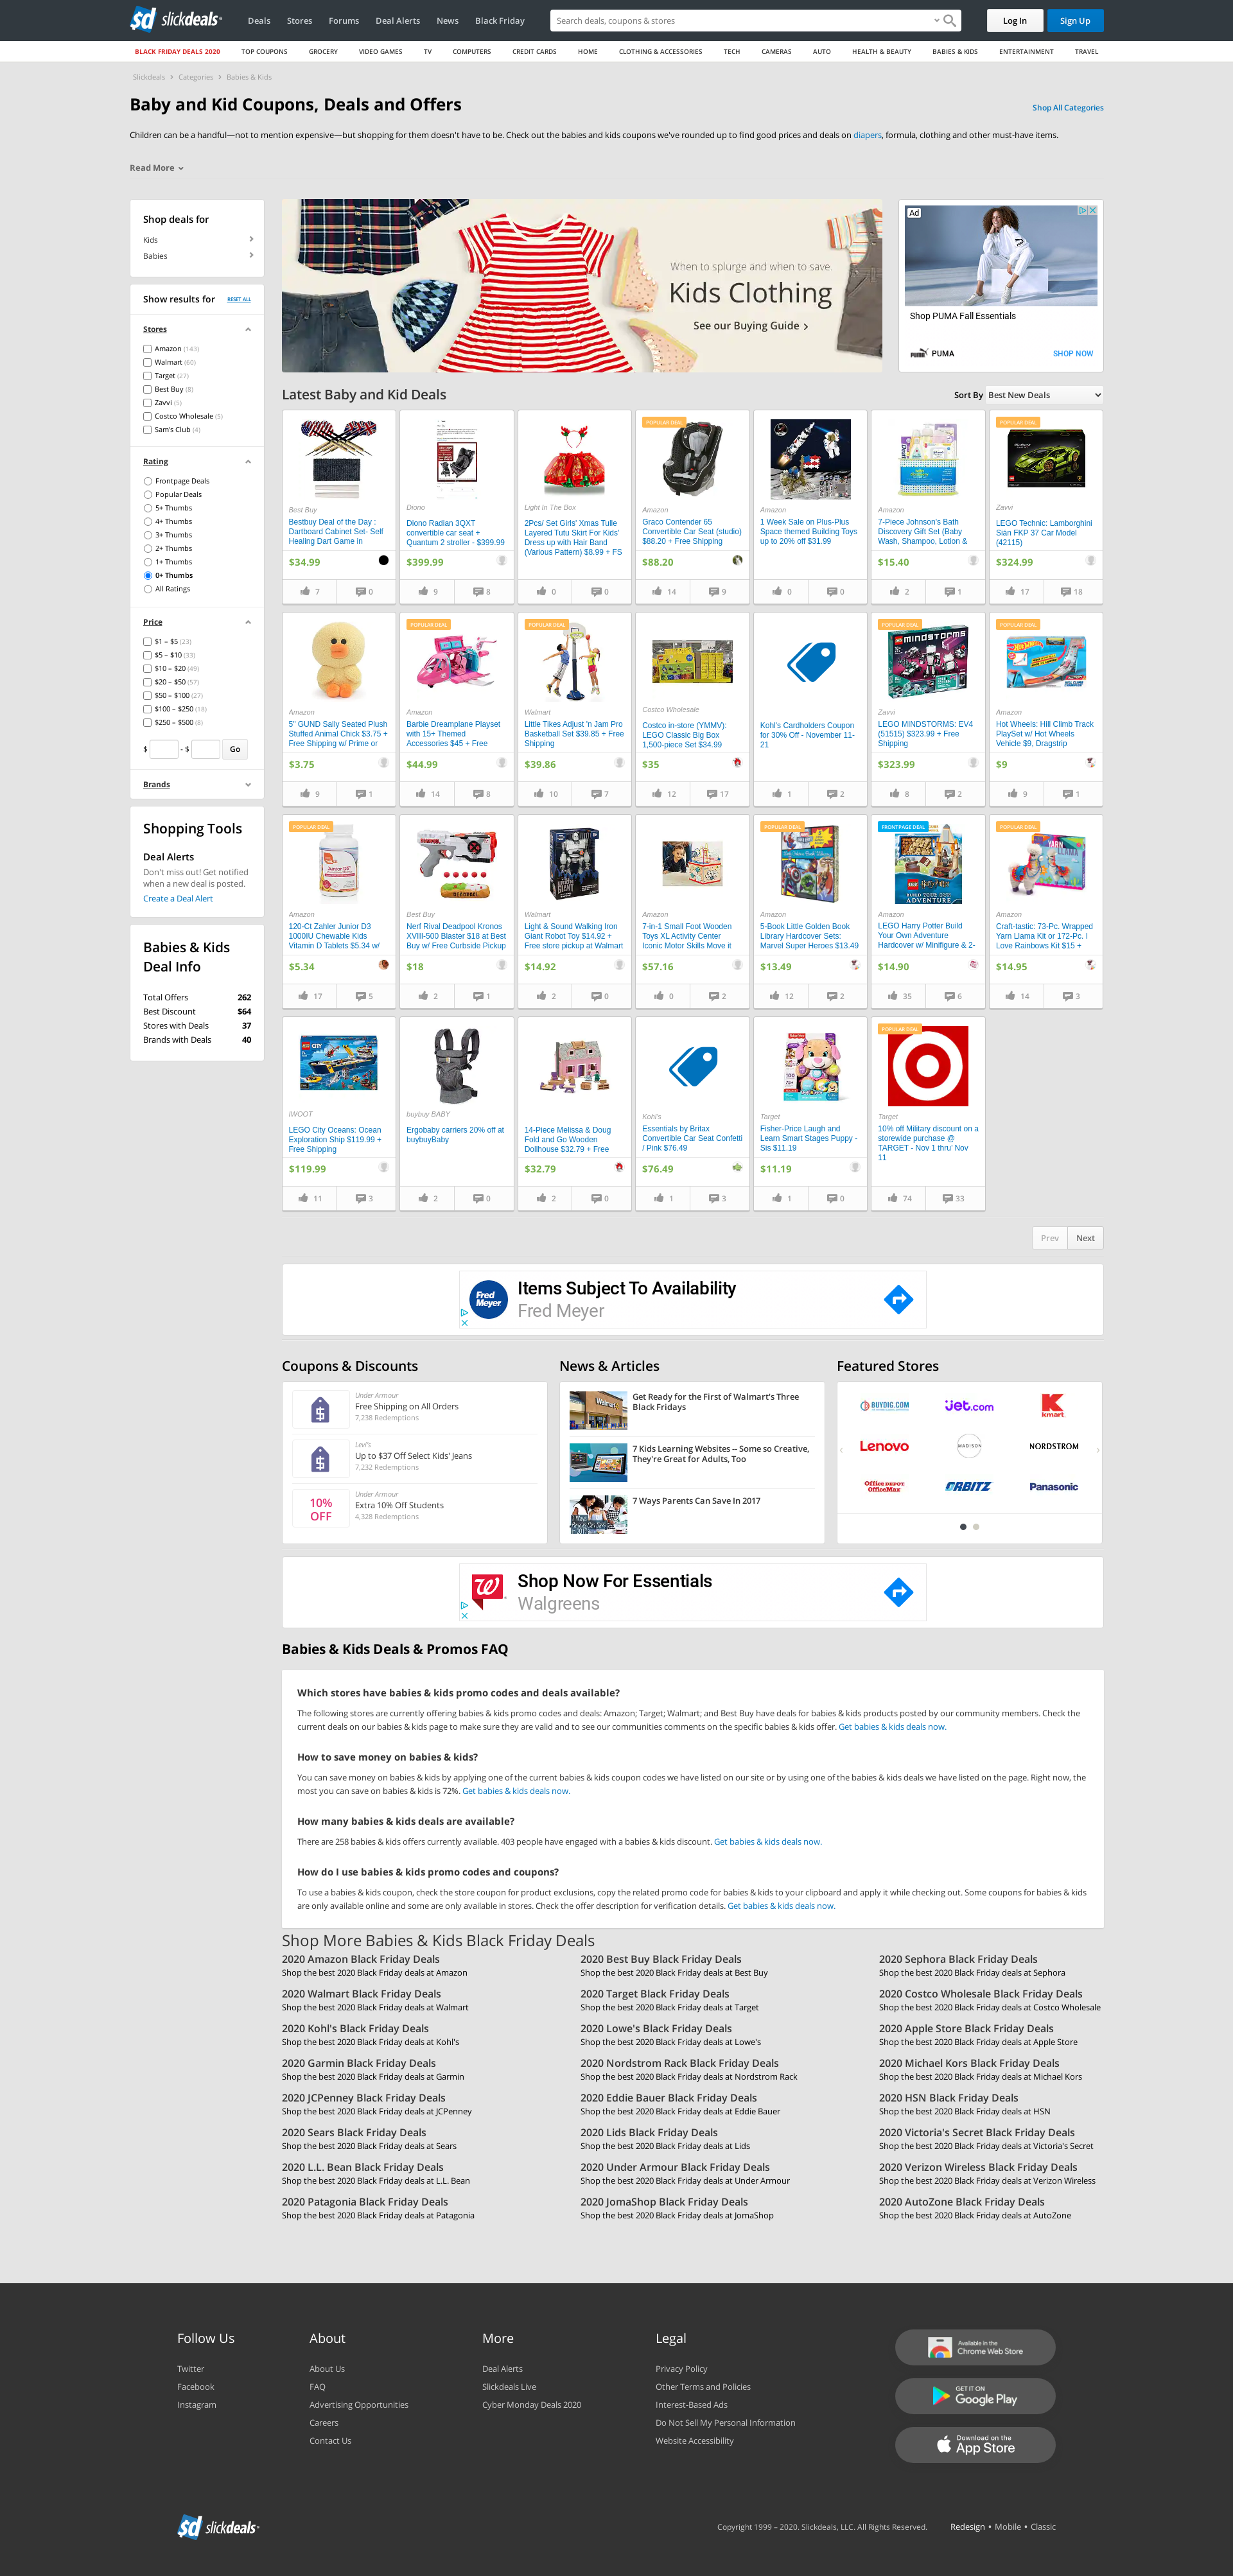 slickdeals
Deals
Stores
Forums
Deal Alerts
News
Black Friday
Search deals, coupons & stores
Log In
Sign Up
BLACK FRIDAY DEALS 2020
TOP COUPONS
GROCERY
VIDEO GAMES
TV
COMPUTERS
CREDIT CARDS
HOME
CLOTHING & ACCESSORIES
TECH
CAMERAS
AUTO
HEALTH & BEAUTY
BABIES & KIDS
ENTERTAINMENT
TRAVEL
Slickdeals > Categories > Babies & Kids
Baby and Kid Coupons, Deals and Offers
Shop All Categories
Children can be a handful—not to mention expensive—but shopping for them doesn't have to be. Check out the babies and kids coupons we've rounded up to find good prices and deals on diapers, formula, clothing and other must-have items.
Read More
Shop deals for
Kids
Babies
Show results for
RESET ALL
Stores
Amazon (143)
Walmart (60)
Target (27)
Best Buy (8)
Zavvi (5)
Costco Wholesale (5)
Sam's Club (4)
Rating
Frontpage Deals
Popular Deals
5+ Thumbs
4+ Thumbs
3+ Thumbs
2+ Thumbs
1+ Thumbs
0+ Thumbs
All Ratings
Price
$1 – $5 (23)
$5 – $10 (33)
$10 – $20 (49)
$20 – $50 (57)
$50 – $100 (27)
$100 – $250 (18)
$250 – $500 (8)
$ - $ Go
Brands
Shopping Tools
Deal Alerts
Don't miss out! Get notified
when a new deal is posted.
Create a Deal Alert
Babies & Kids
Deal Info
Total Offers 262
Best Discount $64
Stores with Deals 37
Brands with Deals 40
When to splurge and when to save.
Kids Clothing
See our Buying Guide >
Ad
Shop PUMA Fall Essentials
PUMA
SHOP NOW
Latest Baby and Kid Deals
Sort By Best New Deals
Best Buy
Bestbuy Deal of the Day :
Dartboard Cabinet Set- Self
Healing Dart Game in
$34.99
7 0
Diono
Diono Radian 3QXT
convertible car seat +
Quantum 2 stroller - $399.99
$399.99
9 8
Light In The Box
2Pcs/ Set Girls' Xmas Tulle
Layered Tutu Skirt For Kids'
Dress up with Hair Band
(Various Pattern) $8.99 + FS
0 0
POPULAR DEAL
Amazon
Graco Contender 65
Convertible Car Seat (studio)
$88.20 + Free Shipping
$88.20
14 9
Amazon
1 Week Sale on Plus-Plus
Space themed Building Toys
up to 20% off $31.99
0 0
Amazon
7-Piece Johnson's Bath
Discovery Gift Set (Baby
Wash, Shampoo, Lotion &
$15.40
2 1
POPULAR DEAL
Zavvi
LEGO Technic: Lamborghini
Sián FKP 37 Car Model
(42115)
$324.99
17 18
Amazon
5" GUND Sally Seated Plush
Stuffed Animal Chick $3.75 +
Free Shipping w/ Prime or
$3.75
9 1
POPULAR DEAL
Amazon
Barbie Dreamplane Playset
with 15+ Themed
Accessories $45 + Free
$44.99
14 8
POPULAR DEAL
Walmart
Little Tikes Adjust 'n Jam Pro
Basketball Set $39.85 + Free
Shipping
$39.86
10 7
Costco Wholesale
Costco in-store (YMMV):
LEGO Classic Big Box
1,500-piece Set $34.99
$35
12 17
Kohl's Cardholders Coupon
for 30% Off - November 11-
21
1 2
POPULAR DEAL
MINDSTORMS
Zavvi
LEGO MINDSTORMS: EV4
(51515) $323.99 + Free
Shipping
$323.99
8 2
POPULAR DEAL
Amazon
Hot Wheels: Hill Climb Track
PlaySet w/ Hot Wheels
Vehicle $9, Dragstrip
$9
9 1
POPULAR DEAL
Amazon
120-Ct Zahler Junior D3
1000IU Chewable Kids
Vitamin D Tablets $5.34 w/
$5.34
17 5
Best Buy
Nerf Rival Deadpool Kronos
XVIII-500 Blaster $18 at Best
Buy w/ Free Curbside Pickup
$18
2 1
Walmart
Light & Sound Walking Iron
Giant Robot Toy $14.92 +
Free store pickup at Walmart
$14.92
2 0
Amazon
7-in-1 Small Foot Wooden
Toys XL Activity Center
Iconic Motor Skills Move it
$57.16
0 2
POPULAR DEAL
Amazon
5-Book Little Golden Book
Library Hardcover Sets:
Marvel Super Heroes $13.49
$13.49
12 2
FRONTPAGE DEAL
Amazon
LEGO Harry Potter Build
Your Own Adventure
Hardcover w/ Minifigure & 2-
$14.90
35 6
POPULAR DEAL
Amazon
Craft-tastic: 73-Pc. Wrapped
Yarn Llama Kit or 172-Pc. I
Love Rainbows Kit $15 +
$14.95
14 3
IWOOT
LEGO City Oceans: Ocean
Exploration Ship $119.99 +
Free Shipping
$119.99
11 3
buybuy BABY
Ergobaby carriers 20% off at
buybuyBaby
2 0
14-Piece Melissa & Doug
Fold and Go Wooden
Dollhouse $32.79 + Free
$32.79
2 0
Kohl's
Essentials by Britax
Convertible Car Seat Confetti
/ Pink $76.49
$76.49
1 3
Target
Fisher-Price Laugh and
Learn Smart Stages Puppy -
Sis $11.19
$11.19
1 0
POPULAR DEAL
Target
10% off Military discount on a
storewide purchase @
TARGET - Nov 1 thru' Nov
11
74 33
Prev
Next
Fred Meyer
Items Subject To Availability
Fred Meyer
Coupons & Discounts
Under Armour
Free Shipping on All Orders
7,238 Redemptions
Levi's
Up to $37 Off Select Kids' Jeans
7,232 Redemptions
10%
OFF
Under Armour
Extra 10% Off Students
4,328 Redemptions
News & Articles
Get Ready for the First of Walmart's Three
Black Fridays
7 Kids Learning Websites -- Some so Creative,
They're Great for Adults, Too
7 Ways Parents Can Save In 2017
Featured Stores
BUYDIG.COM
Jet.com
kmart
Lenovo
MADISON
NORDSTROM
Office DEPOT
OfficeMax
ORBITZ
Panasonic
Shop Now For Essentials
Walgreens
Babies & Kids Deals & Promos FAQ
Which stores have babies & kids promo codes and deals available?
The following stores are currently offering babies & kids promo codes and deals: Amazon; Target; Walmart; and Best Buy have deals for babies & kids products posted by our community members. Check the
current deals on our babies & kids page to make sure they are valid and to see our communities comments on the specific babies & kids offer. Get babies & kids deals now.
How to save money on babies & kids?
You can save money on babies & kids by applying one of the current babies & kids coupon codes we have listed on our site or by using one of the babies & kids deals we have listed on the page. Right now, the
most you can save on babies & kids is 72%. Get babies & kids deals now.
How many babies & kids deals are available?
There are 258 babies & kids offers currently available. 403 people have engaged with a babies & kids discount. Get babies & kids deals now.
How do I use babies & kids promo codes and coupons?
To use a babies & kids coupon, check the store coupon for product exclusions, copy the related promo code for babies & kids to your clipboard and apply it while checking out. Some coupons for babies & kids
are only available online and some are only available in stores. Check the offer description for verification details. Get babies & kids deals now.
Shop More Babies & Kids Black Friday Deals
2020 Amazon Black Friday Deals
Shop the best 2020 Black Friday deals at Amazon
2020 Best Buy Black Friday Deals
Shop the best 2020 Black Friday deals at Best Buy
2020 Sephora Black Friday Deals
Shop the best 2020 Black Friday deals at Sephora
2020 Walmart Black Friday Deals
Shop the best 2020 Black Friday deals at Walmart
2020 Target Black Friday Deals
Shop the best 2020 Black Friday deals at Target
2020 Costco Wholesale Black Friday Deals
Shop the best 2020 Black Friday deals at Costco Wholesale
2020 Kohl's Black Friday Deals
Shop the best 2020 Black Friday deals at Kohl's
2020 Lowe's Black Friday Deals
Shop the best 2020 Black Friday deals at Lowe's
2020 Apple Store Black Friday Deals
Shop the best 2020 Black Friday deals at Apple Store
2020 Garmin Black Friday Deals
Shop the best 2020 Black Friday deals at Garmin
2020 Nordstrom Rack Black Friday Deals
Shop the best 2020 Black Friday deals at Nordstrom Rack
2020 Michael Kors Black Friday Deals
Shop the best 2020 Black Friday deals at Michael Kors
2020 JCPenney Black Friday Deals
Shop the best 2020 Black Friday deals at JCPenney
2020 Eddie Bauer Black Friday Deals
Shop the best 2020 Black Friday deals at Eddie Bauer
2020 HSN Black Friday Deals
Shop the best 2020 Black Friday deals at HSN
2020 Sears Black Friday Deals
Shop the best 2020 Black Friday deals at Sears
2020 Lids Black Friday Deals
Shop the best 2020 Black Friday deals at Lids
2020 Victoria's Secret Black Friday Deals
Shop the best 2020 Black Friday deals at Victoria's Secret
2020 L.L. Bean Black Friday Deals
Shop the best 2020 Black Friday deals at L.L. Bean
2020 Under Armour Black Friday Deals
Shop the best 2020 Black Friday deals at Under Armour
2020 Verizon Wireless Black Friday Deals
Shop the best 2020 Black Friday deals at Verizon Wireless
2020 Patagonia Black Friday Deals
Shop the best 2020 Black Friday deals at Patagonia
2020 JomaShop Black Friday Deals
Shop the best 2020 Black Friday deals at JomaShop
2020 AutoZone Black Friday Deals
Shop the best 2020 Black Friday deals at AutoZone
Follow Us
Twitter
Facebook
Instagram
About
About Us
FAQ
Advertising Opportunities
Careers
Contact Us
More
Deal Alerts
Slickdeals Live
Cyber Monday Deals 2020
Legal
Privacy Policy
Other Terms and Policies
Interest-Based Ads
Do Not Sell My Personal Information
Website Accessibility
Available in the
Chrome Web Store
GET IT ON
Google Play
Download on the
App Store
slickdeals
Copyright 1999 – 2020. Slickdeals, LLC. All Rights Reserved.
Redesign • Mobile • Classic